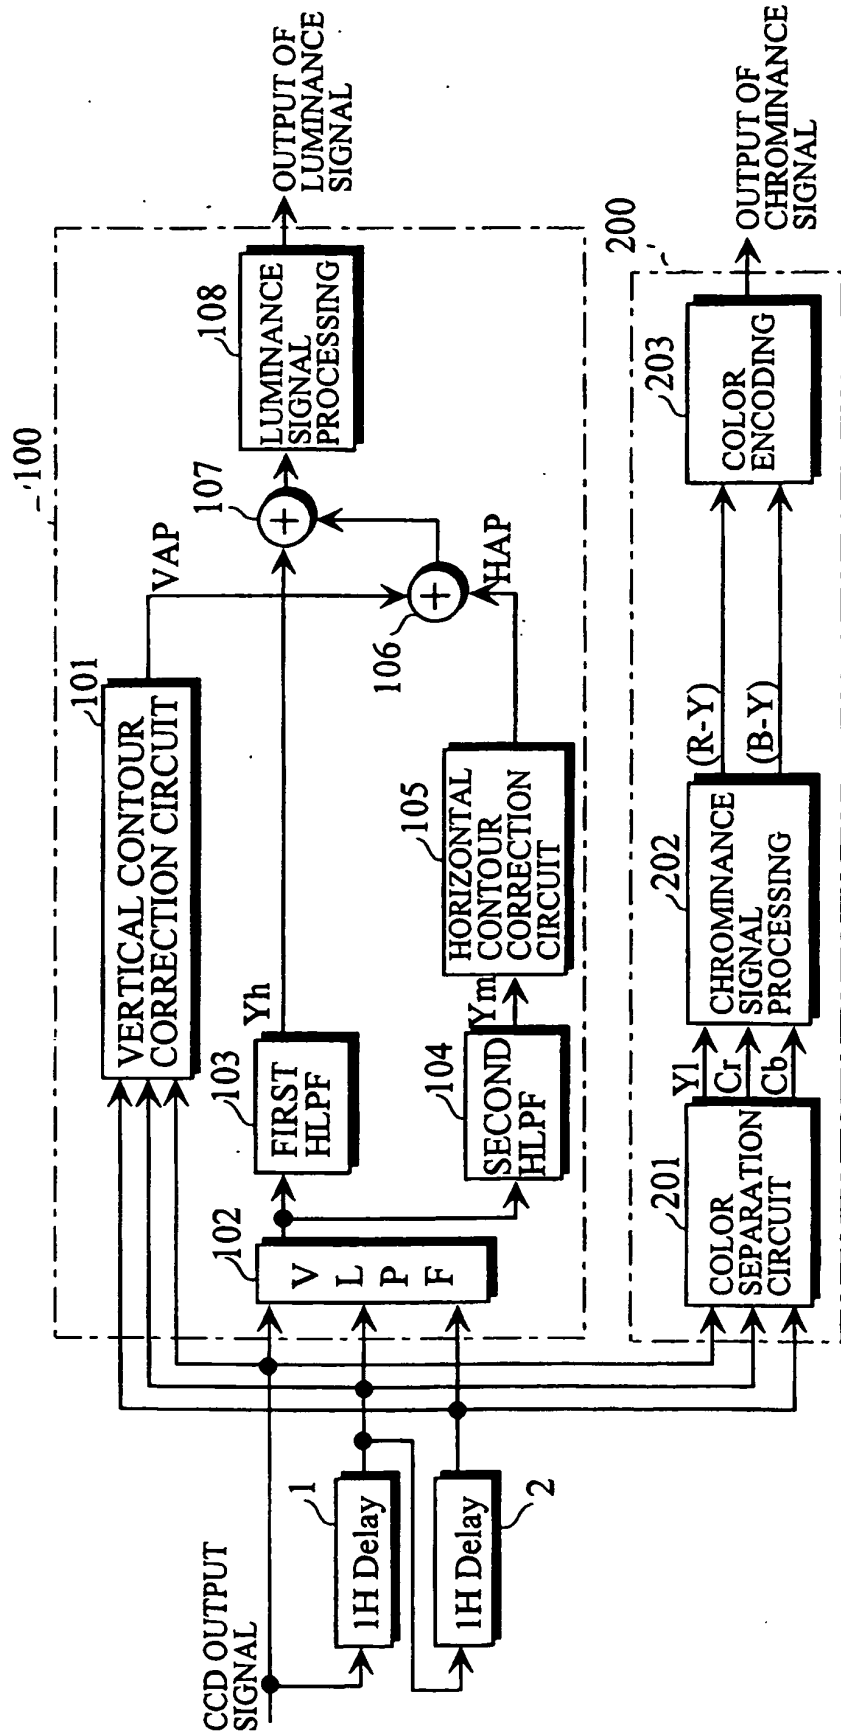 CCD OUTPUT
SIGNAL
1H Delay
1
1H Delay
2
100
VERTICAL CONTOUR
CORRECTION CIRCUIT
101
VAP
V
L
P
F
102
FIRST
HLPF
103
Yh
SECOND
HLPF
104
Ym
HORIZONTAL
CONTOUR
CORRECTION
CIRCUIT
105
HAP
+
106
+
107
LUMINANCE
SIGNAL
PROCESSING
108
OUTPUT OF
LUMINANCE
SIGNAL
200
COLOR
SEPARATION
CIRCUIT
201
Yl
Cr
Cb
CHROMINANCE
SIGNAL
PROCESSING
202
(R-Y)
(B-Y)
COLOR
ENCODING
203
OUTPUT OF
CHROMINANCE
SIGNAL